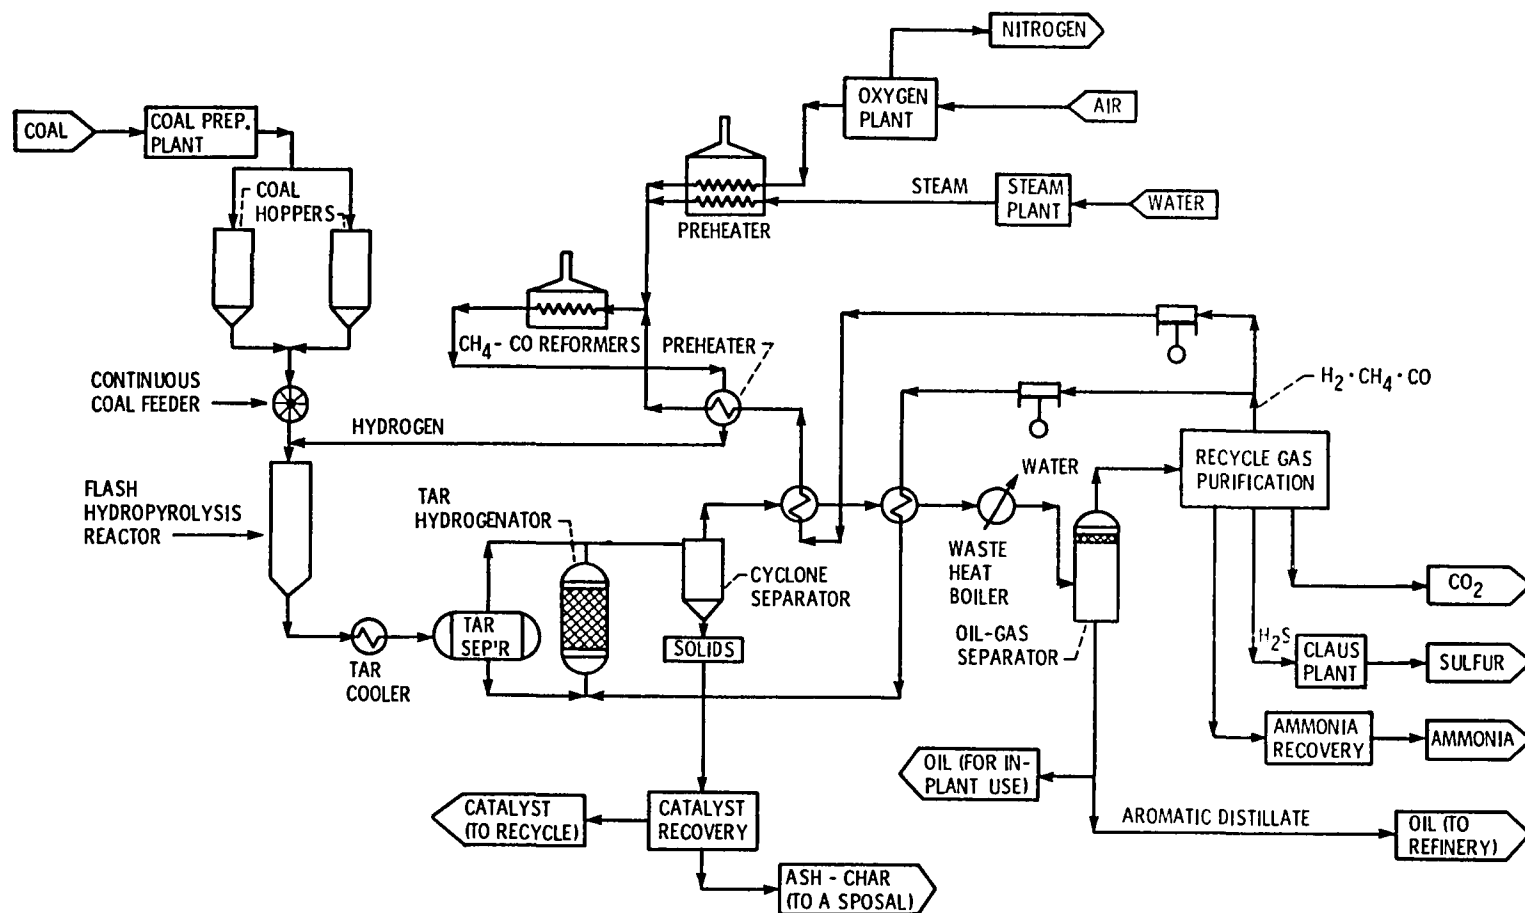 NITROGEN
OXYGEN
PLANT
AIR
COAL
COAL PREP.
PLANT
COAL
HOPPERS
STEAM
STEAM
PLANT
WATER
PREHEATER
CH4 - CO REFORMERS
PREHEATER
H2 · CH4 · CO
CONTINUOUS
COAL FEEDER
HYDROGEN
RECYCLE GAS
PURIFICATION
WATER
FLASH
HYDROPYROLYSIS
REACTOR
TAR
HYDROGENATOR
WASTE
HEAT
BOILER
CYCLONE
SEPARATOR
CO2
TAR
SEP'R
SOLIDS
OIL-GAS
SEPARATOR
H2S
CLAUS
PLANT
SULFUR
TAR
COOLER
AMMONIA
RECOVERY
AMMONIA
OIL (FOR IN-
PLANT USE)
CATALYST
(TO RECYCLE)
CATALYST
RECOVERY
AROMATIC DISTILLATE
OIL (TO
REFINERY)
ASH - CHAR
(TO A SPOSAL)